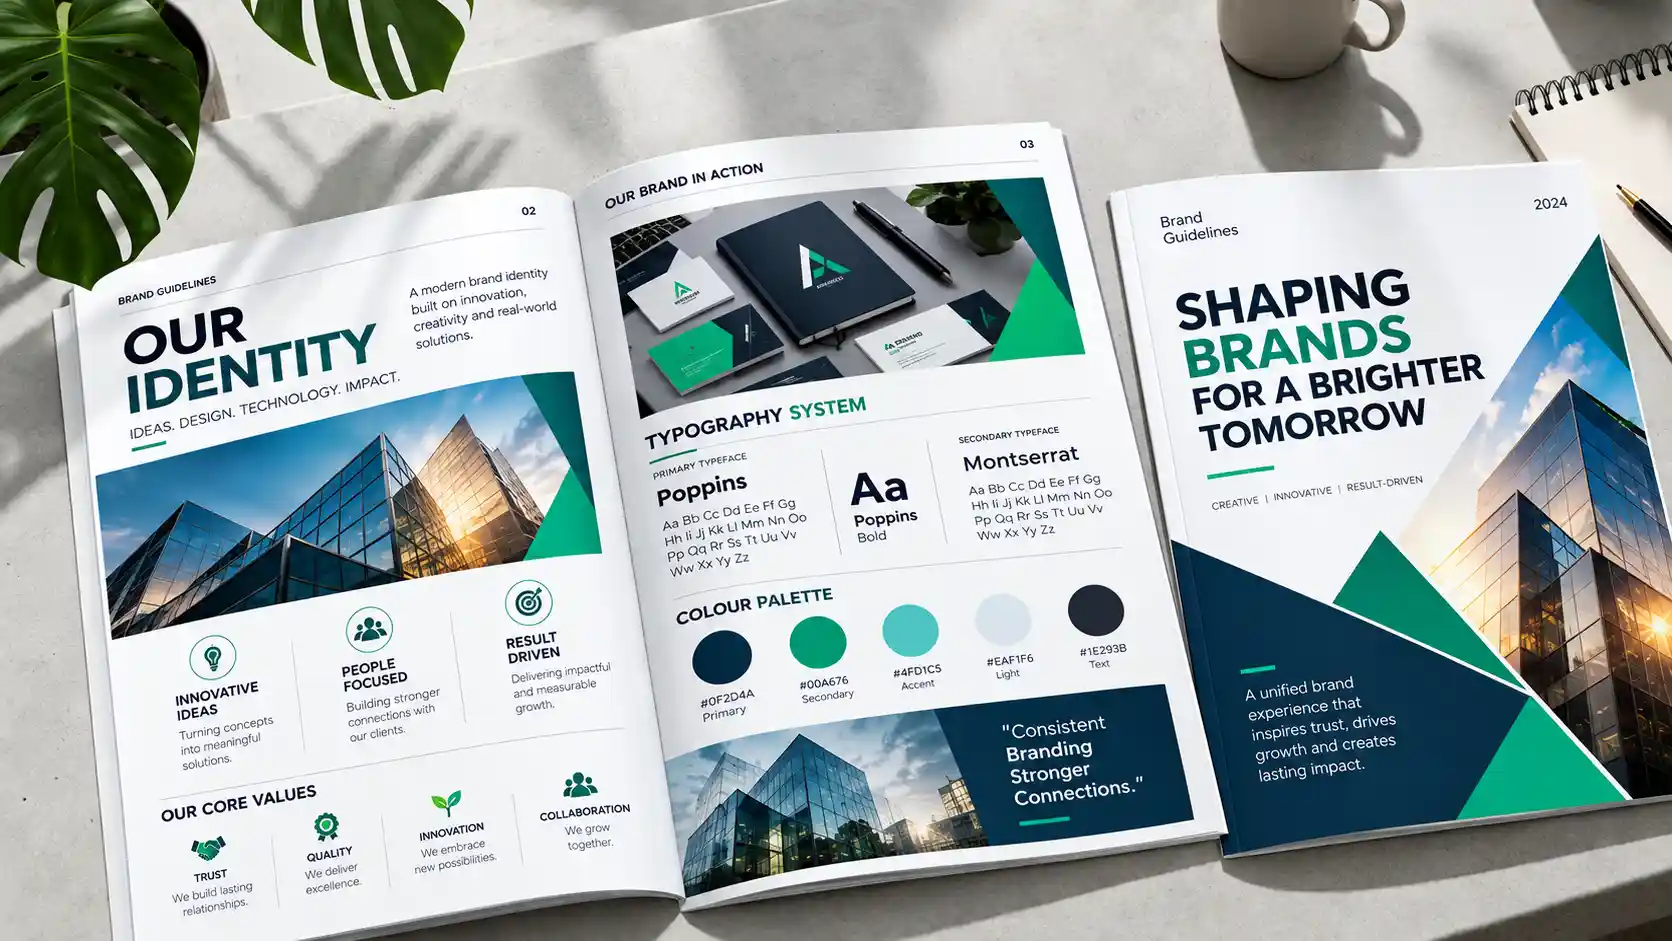 02
BRAND GUIDELINES
OUR
IDENTITY
IDEAS. DESIGN. TECHNOLOGY. IMPACT.
A modern brand identity
built on innovation,
creativity and real-world
solutions.
INNOVATIVE
IDEAS
Turning concepts
into meaningful
solutions.
PEOPLE
FOCUSED
Building stronger
connections with
our clients.
RESULT
DRIVEN
Delivering impactful
and measurable
growth.
OUR CORE VALUES
TRUST
We build lasting
relationships.
QUALITY
We deliver
excellence.
INNOVATION
We embrace
new possibilities.
COLLABORATION
We grow
together.
03
OUR BRAND IN ACTION
TYPOGRAPHY SYSTEM
PRIMARY TYPEFACE
Poppins
Aa Bb Cc Dd Ee Ff Gg
Hh Ii Jj Kk Ll Mm Nn Oo
Pp Qq Rr Ss Tt Uu Vv
Ww Xx Yy Zz
Aa
Poppins
Bold
SECONDARY TYPEFACE
Montserrat
Aa Bb Cc Dd Ee Ff Gg
Hh Ii Jj Kk Ll Mm Nn Oo
Pp Qq Rr Ss Tt Uu Vv
Ww Xx Yy Zz
COLOUR PALETTE
#0F2D4A
Primary
#00A676
Secondary
#4FD1C5
Accent
#EAF1F6
Light
#1E293B
Text
"Consistent
Branding
Stronger
Connections."
Brand
Guidelines
2024
SHAPING
BRANDS
FOR A BRIGHTER
TOMORROW
CREATIVE | INNOVATIVE | RESULT-DRIVEN
A unified brand
experience that
inspires trust, drives
growth and creates
lasting impact.